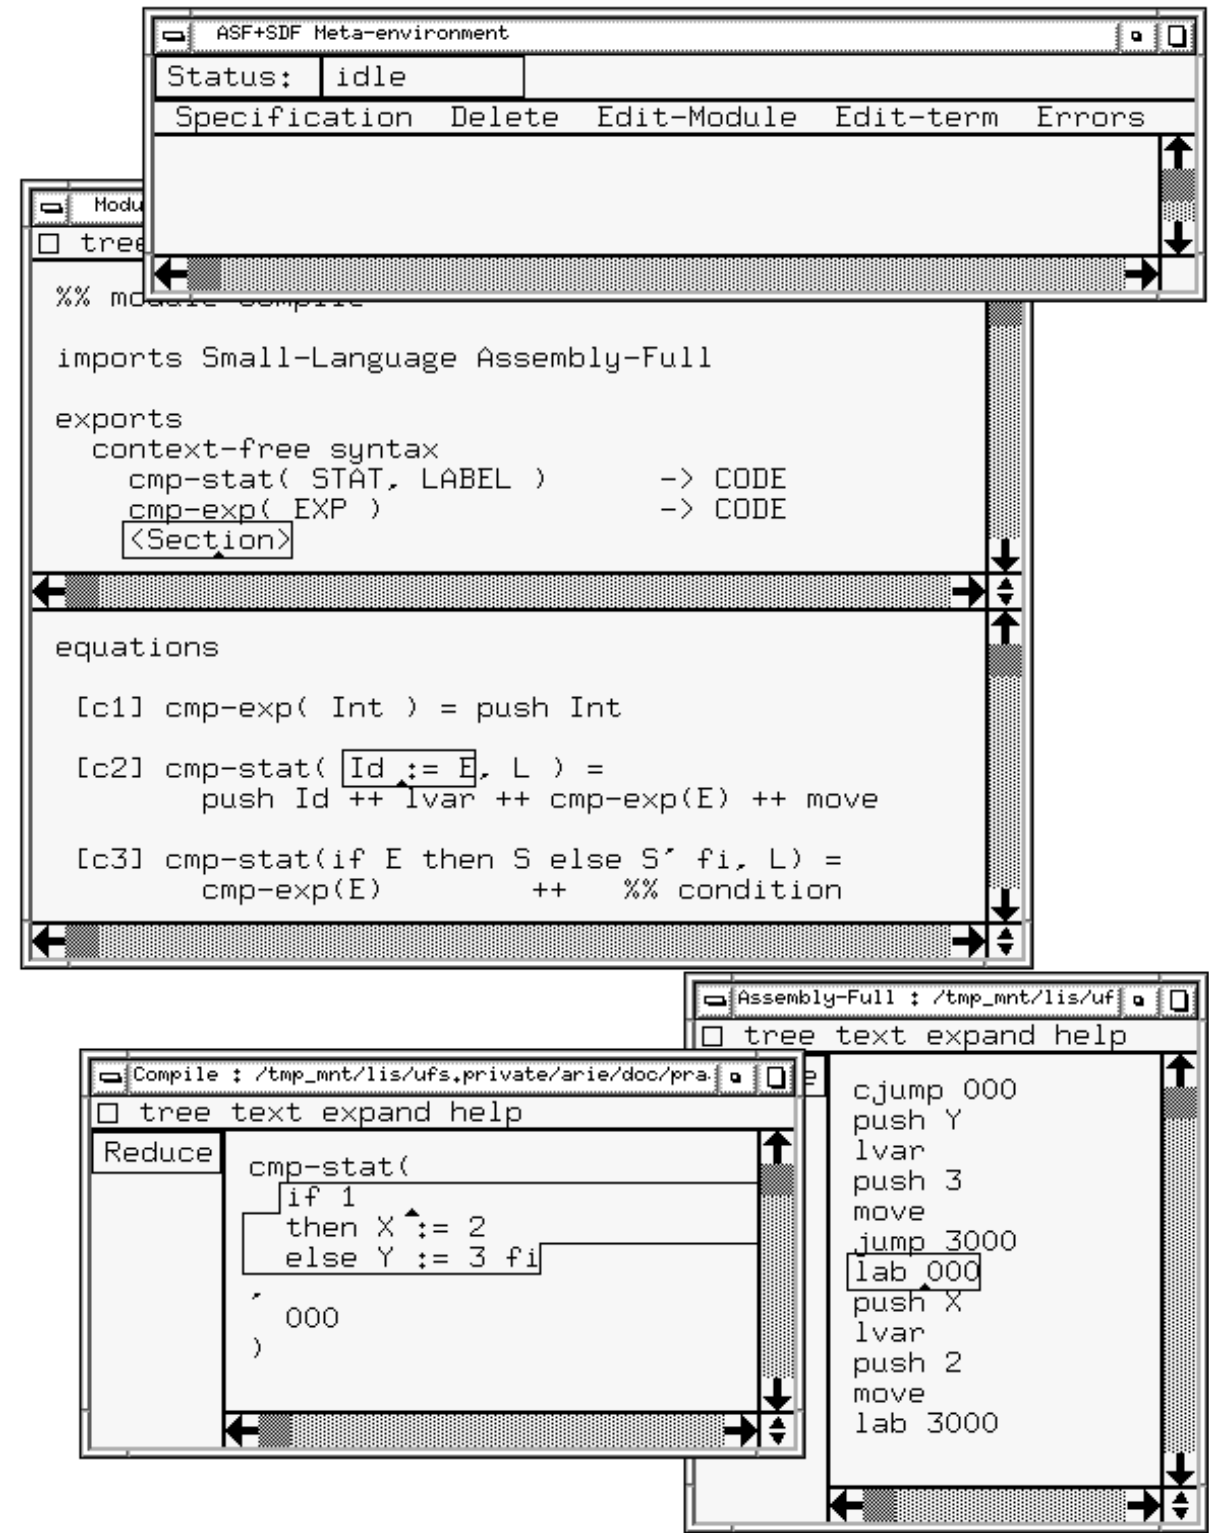 ASF+SDF Meta-environment
Status: idle
Specification Delete Edit-Module Edit-term Errors
Modu
tree
%% module Compile
imports Small-Language Assembly-Full
exports
context-free syntax
cmp-stat( STAT, LABEL ) -> CODE
cmp-exp( EXP ) -> CODE
<Section>
equations
[c1] cmp-exp( Int ) = push Int
[c2] cmp-stat( Id := E, L ) =
push Id ++ lvar ++ cmp-exp(E) ++ move
[c3] cmp-stat(if E then S else S' fi, L) =
cmp-exp(E) ++ %% condition
Assembly-Full : /tmp_mnt/lis/uf
tree text expand help
cjump 000
push Y
lvar
push 3
move
jump 3000
lab 000
push X
lvar
push 2
move
lab 3000
Compile : /tmp_mnt/lis/ufs.private/arie/doc/pra
tree text expand help
Reduce
cmp-stat(
if 1
then X := 2
else Y := 3 fi
,
000
)